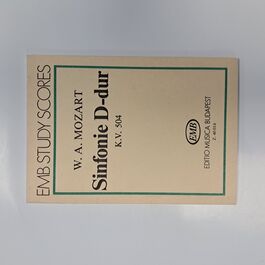 EMB STUDY SCORES
W. A. MOZART
Sinfonie D-dur
K.V. 504
EMB
EDITIO MUSICA BUDAPEST